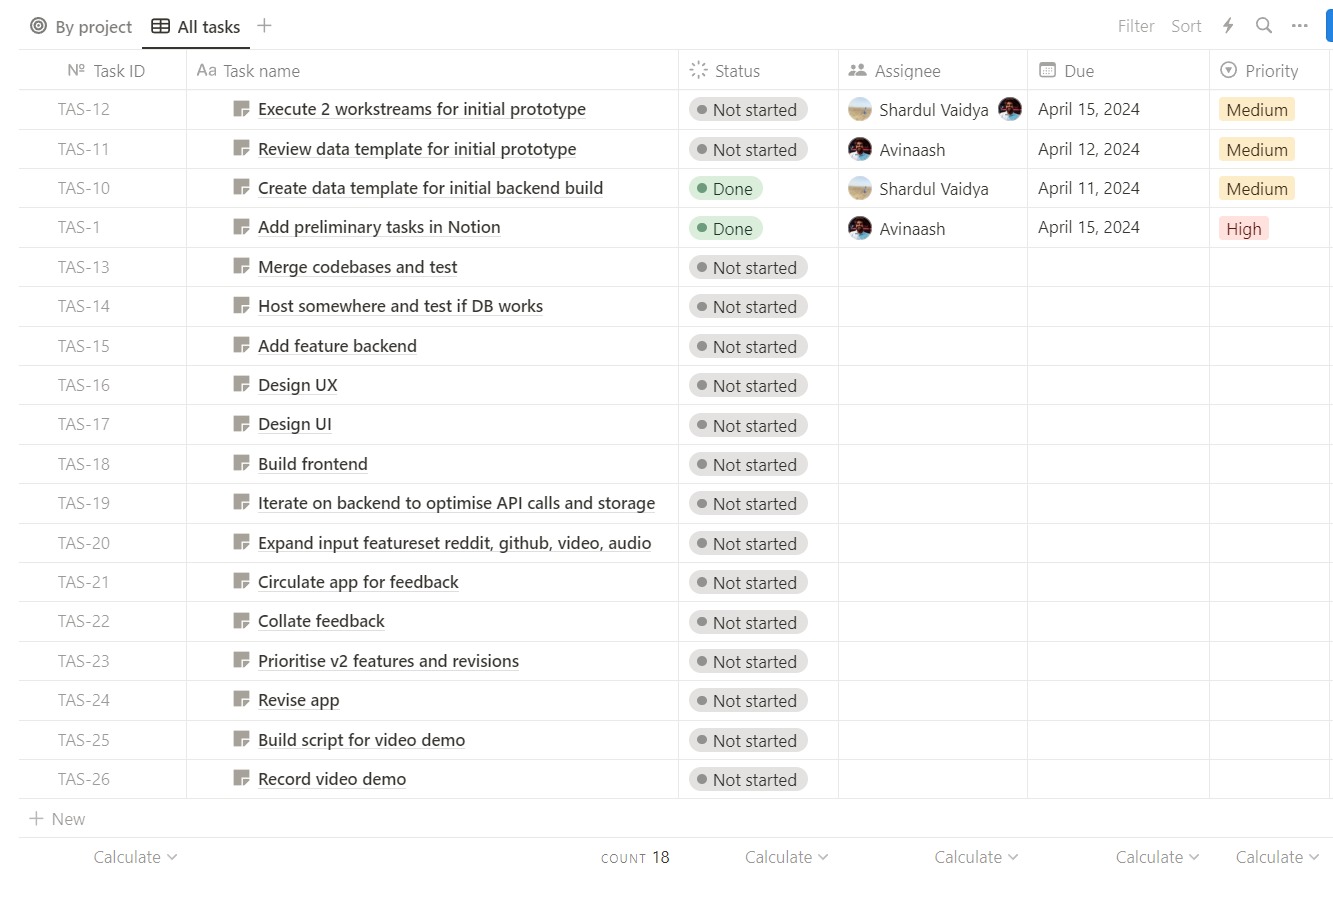 By project All tasks Filter Sort
Nº Task ID Aa Task name Status Assignee Due Priority
TAS-12 Execute 2 workstreams for initial prototype Not started Shardul Vaidya April 15, 2024 Medium
TAS-11 Review data template for initial prototype Not started Avinaash April 12, 2024 Medium
TAS-10 Create data template for initial backend build Done Shardul Vaidya April 11, 2024 Medium
TAS-1 Add preliminary tasks in Notion Done Avinaash April 15, 2024 High
TAS-13 Merge codebases and test Not started
TAS-14 Host somewhere and test if DB works Not started
TAS-15 Add feature backend Not started
TAS-16 Design UX Not started
TAS-17 Design UI Not started
TAS-18 Build frontend Not started
TAS-19 Iterate on backend to optimise API calls and storage Not started
TAS-20 Expand input featureset reddit, github, video, audio Not started
TAS-21 Circulate app for feedback Not started
TAS-22 Collate feedback Not started
TAS-23 Prioritise v2 features and revisions Not started
TAS-24 Revise app Not started
TAS-25 Build script for video demo Not started
TAS-26 Record video demo Not started
New
Calculate COUNT 18 Calculate Calculate Calculate Calculate